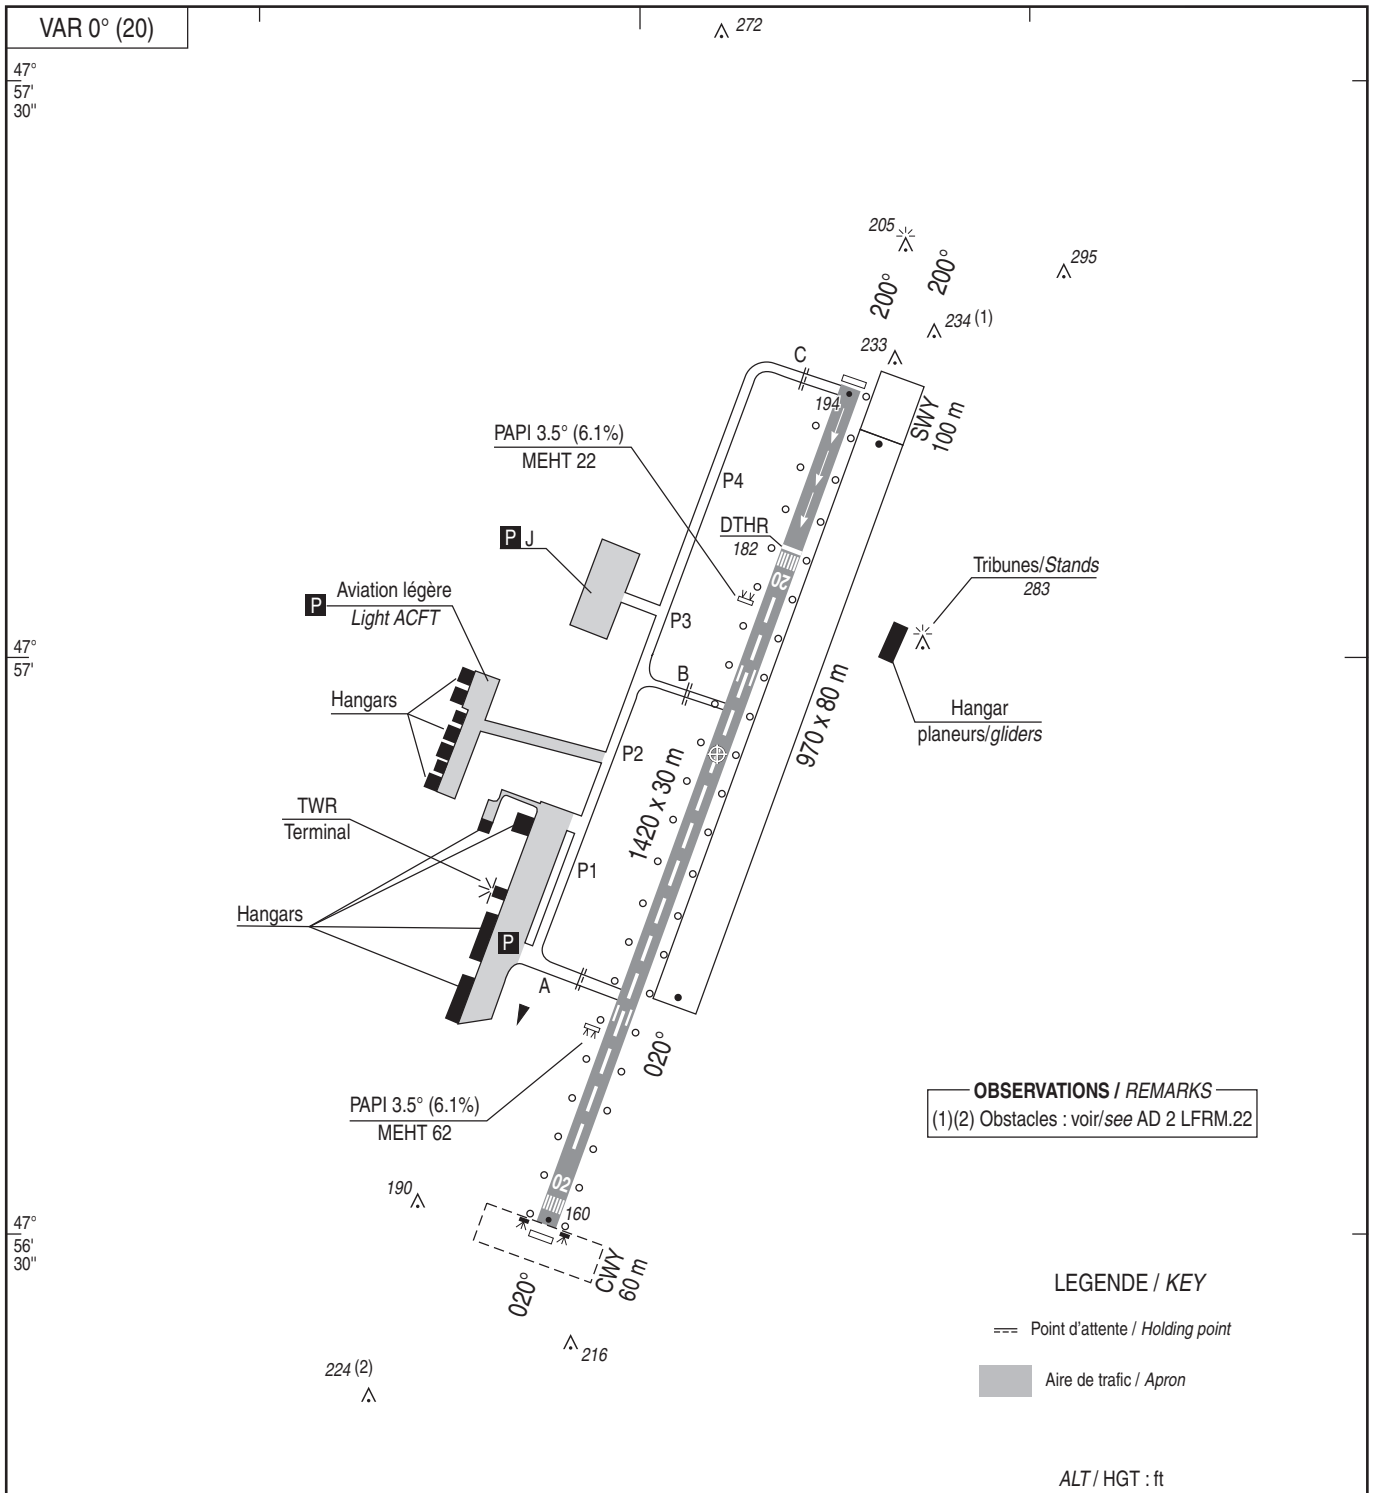 VAR 0° (20)
272
47°
57'
30"
205
295
200°
200°
234 (1)
233
C
194
SWY
100 m
PAPI 3.5° (6.1%)
MEHT 22
P4
P J
DTHR
182
20
Tribunes/Stands
283
P
Aviation légère
Light ACFT
P3
47°
57'
B
Hangars
Hangar
planeurs/gliders
970 x 80 m
P2
1420 x 30 m
TWR
Terminal
P1
Hangars
P
A
020°
OBSERVATIONS / REMARKS
(1)(2) Obstacles : voir/see AD 2 LFRM.22
PAPI 3.5° (6.1%)
MEHT 62
190
02
160
47°
56'
30"
CWY
60 m
020°
LEGENDE / KEY
Point d'attente / Holding point
216
224 (2)
Aire de trafic / Apron
ALT / HGT : ft